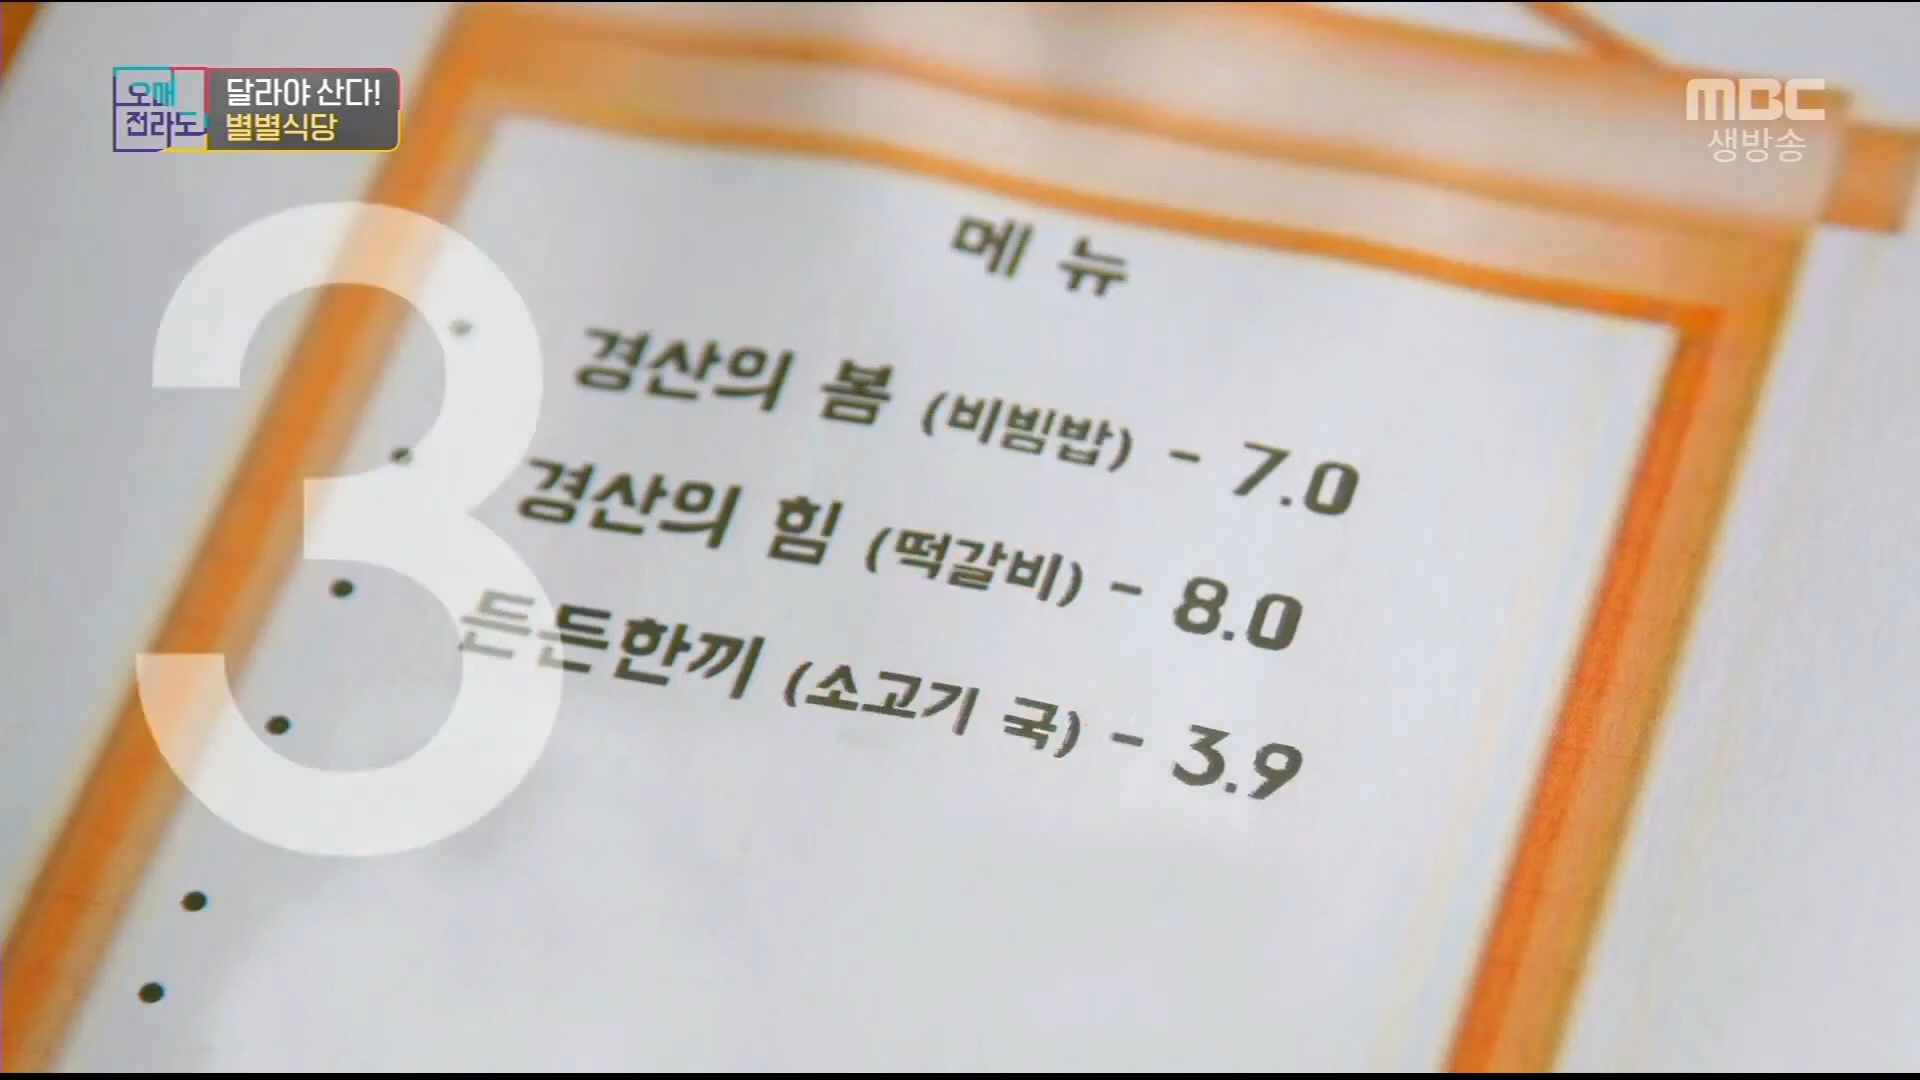 오매
전라도
달라야 산다!
별별식당
MBC
생방송
3
메 뉴
• 경산의 봄 (비빔밥) - 7.0
• 경산의 힘 (떡갈비) - 8.0
• 든든한끼 (소고기 국) - 3.9
•
•
•